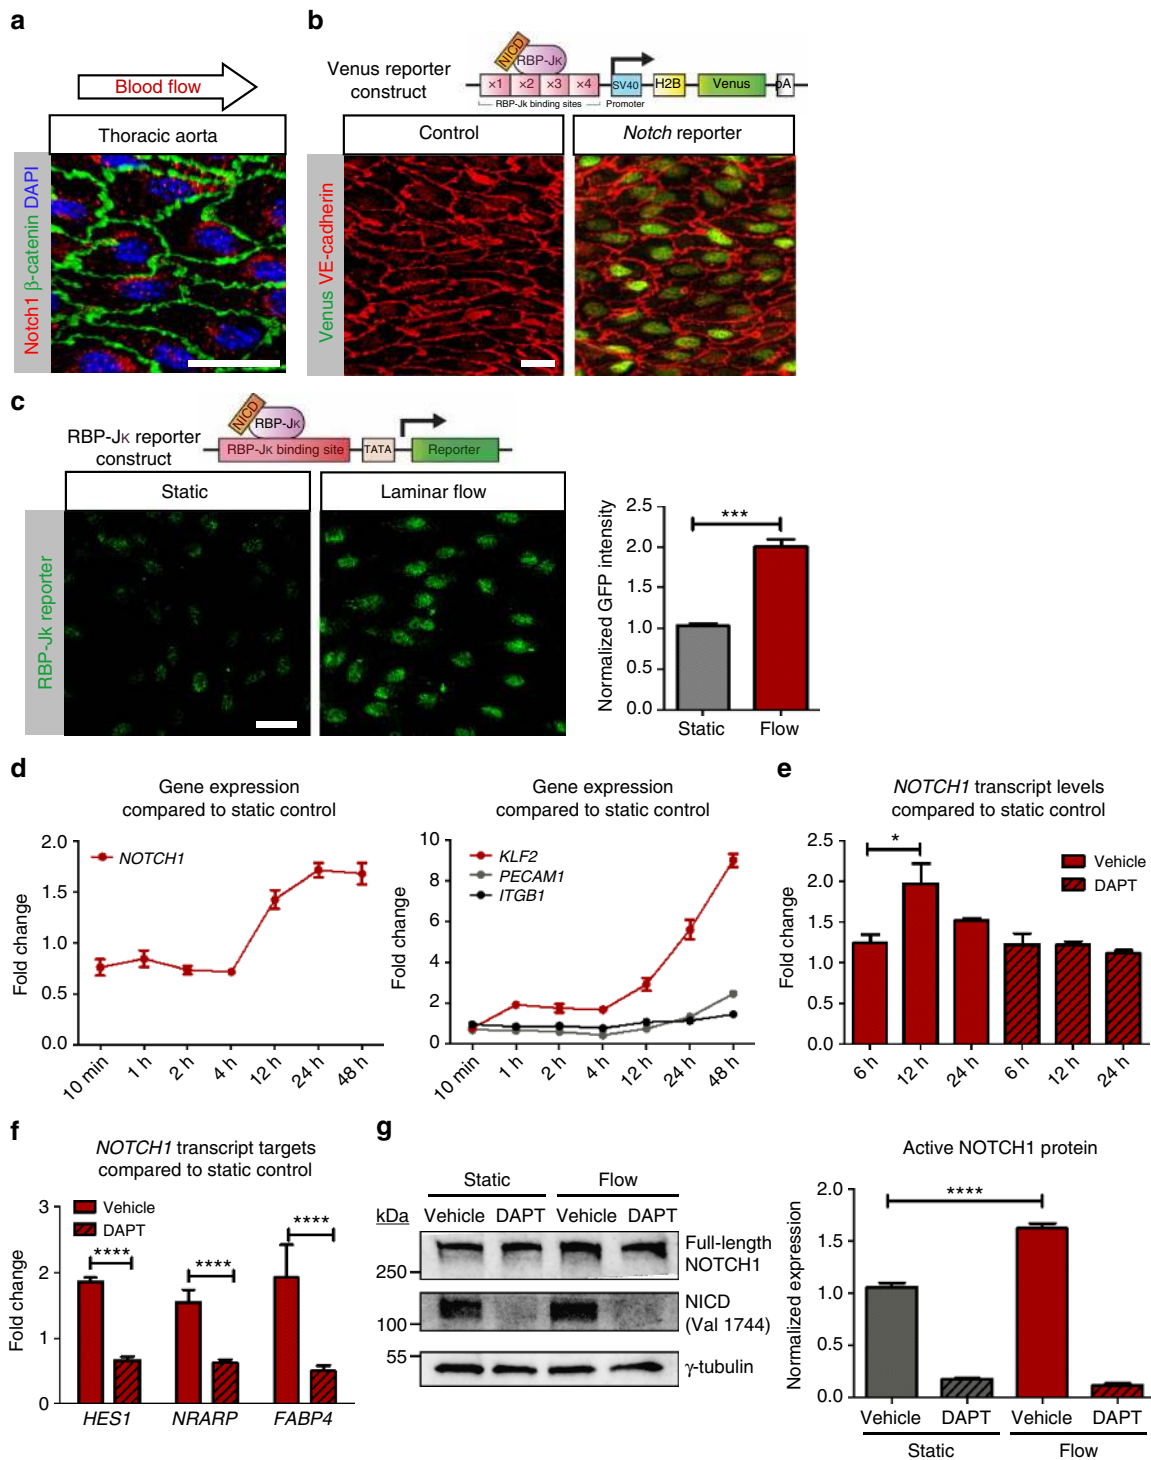 a
Blood flow
Thoracic aorta
Notch1 β-catenin DAPI
b
Venus reporter
construct
NICD
RBP-Jκ
×1 ×2 ×3 ×4 SV40 H2B Venus pA
RBP-Jk binding sites Promoter
Control
Notch reporter
Venus VE-cadherin
c
RBP-Jκ reporter
construct
NICD
RBP-Jκ
RBP-Jκ binding site TATA Reporter
Static
Laminar flow
RBP-Jk reporter
Normalized GFP intensity
2.5
2.0
1.5
1.0
0.5
0.0
***
Static Flow
d
Gene expression
compared to static control
Fold change
2.0
1.5
1.0
0.5
0.0
NOTCH1
10 min 1 h 2 h 4 h 12 h 24 h 48 h
Gene expression
compared to static control
Fold change
10
8
6
4
2
0
KLF2
PECAM1
ITGB1
10 min 1 h 2 h 4 h 12 h 24 h 48 h
e
NOTCH1 transcript levels
compared to static control
Fold change
2.5
2.0
1.5
1.0
0.5
0.0
*
Vehicle
DAPT
6 h 12 h 24 h 6 h 12 h 24 h
f
NOTCH1 transcript targets
compared to static control
Fold change
3
2
1
0
Vehicle
DAPT
****
****
****
HES1 NRARP FABP4
g
Static Flow
kDa Vehicle DAPT Vehicle DAPT
250
Full-length
NOTCH1
100
NICD
(Val 1744)
55
γ-tubulin
Active NOTCH1 protein
Normalized expression
2.0
1.5
1.0
0.5
0.0
****
Vehicle DAPT Vehicle DAPT
Static Flow